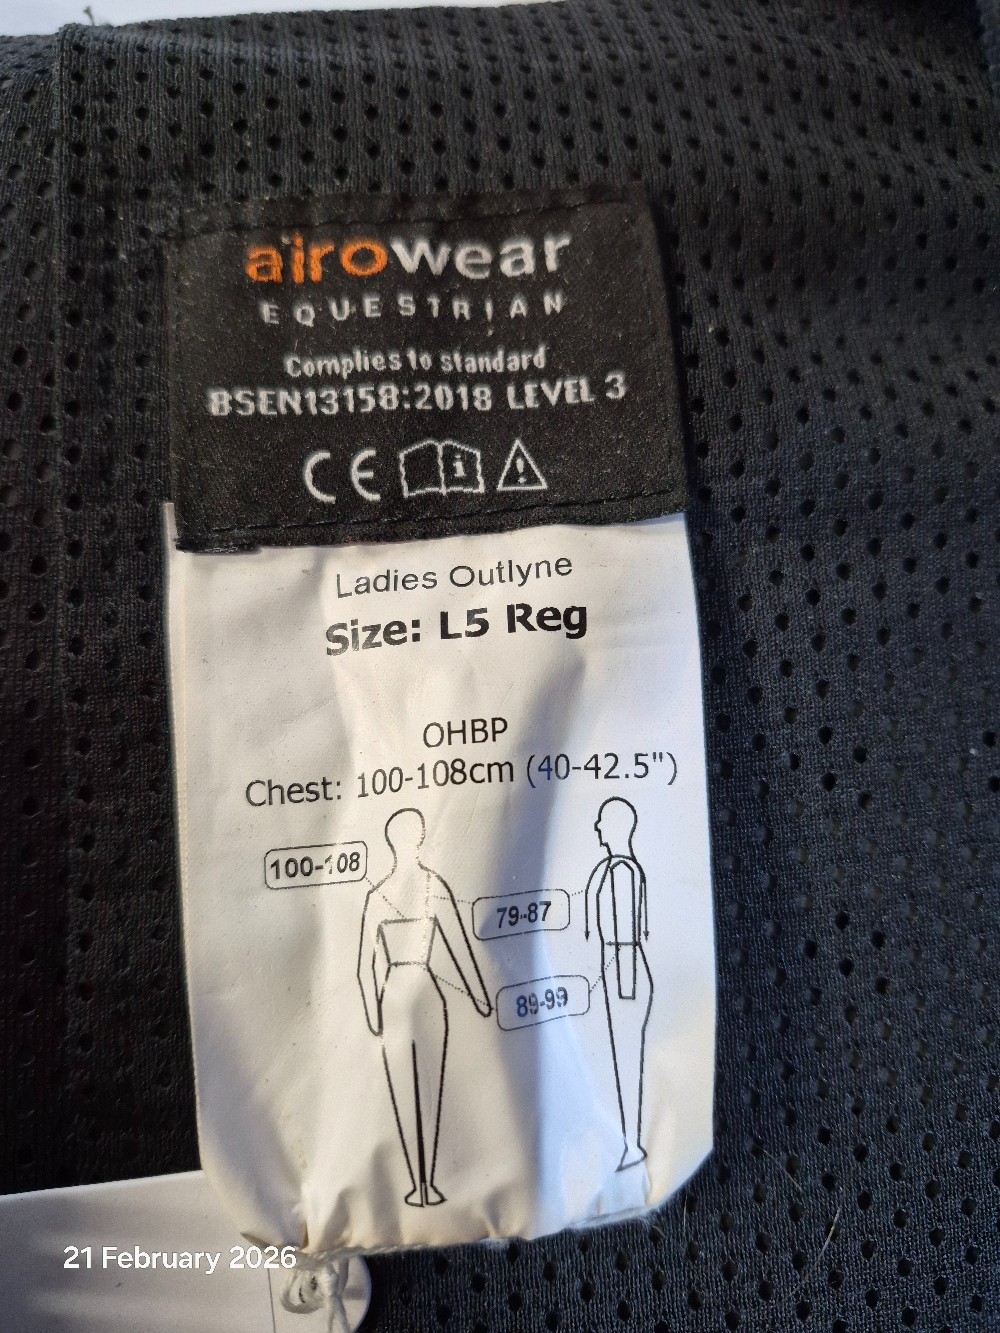 airowear
EQUESTRIAN
Complies to standard
BSEN13158:2018 LEVEL 3
CE
Ladies Outlyne
Size: L5 Reg
OHBP
Chest: 100-108cm (40-42.5")
100-108
79-87
89-99
21 February 2026